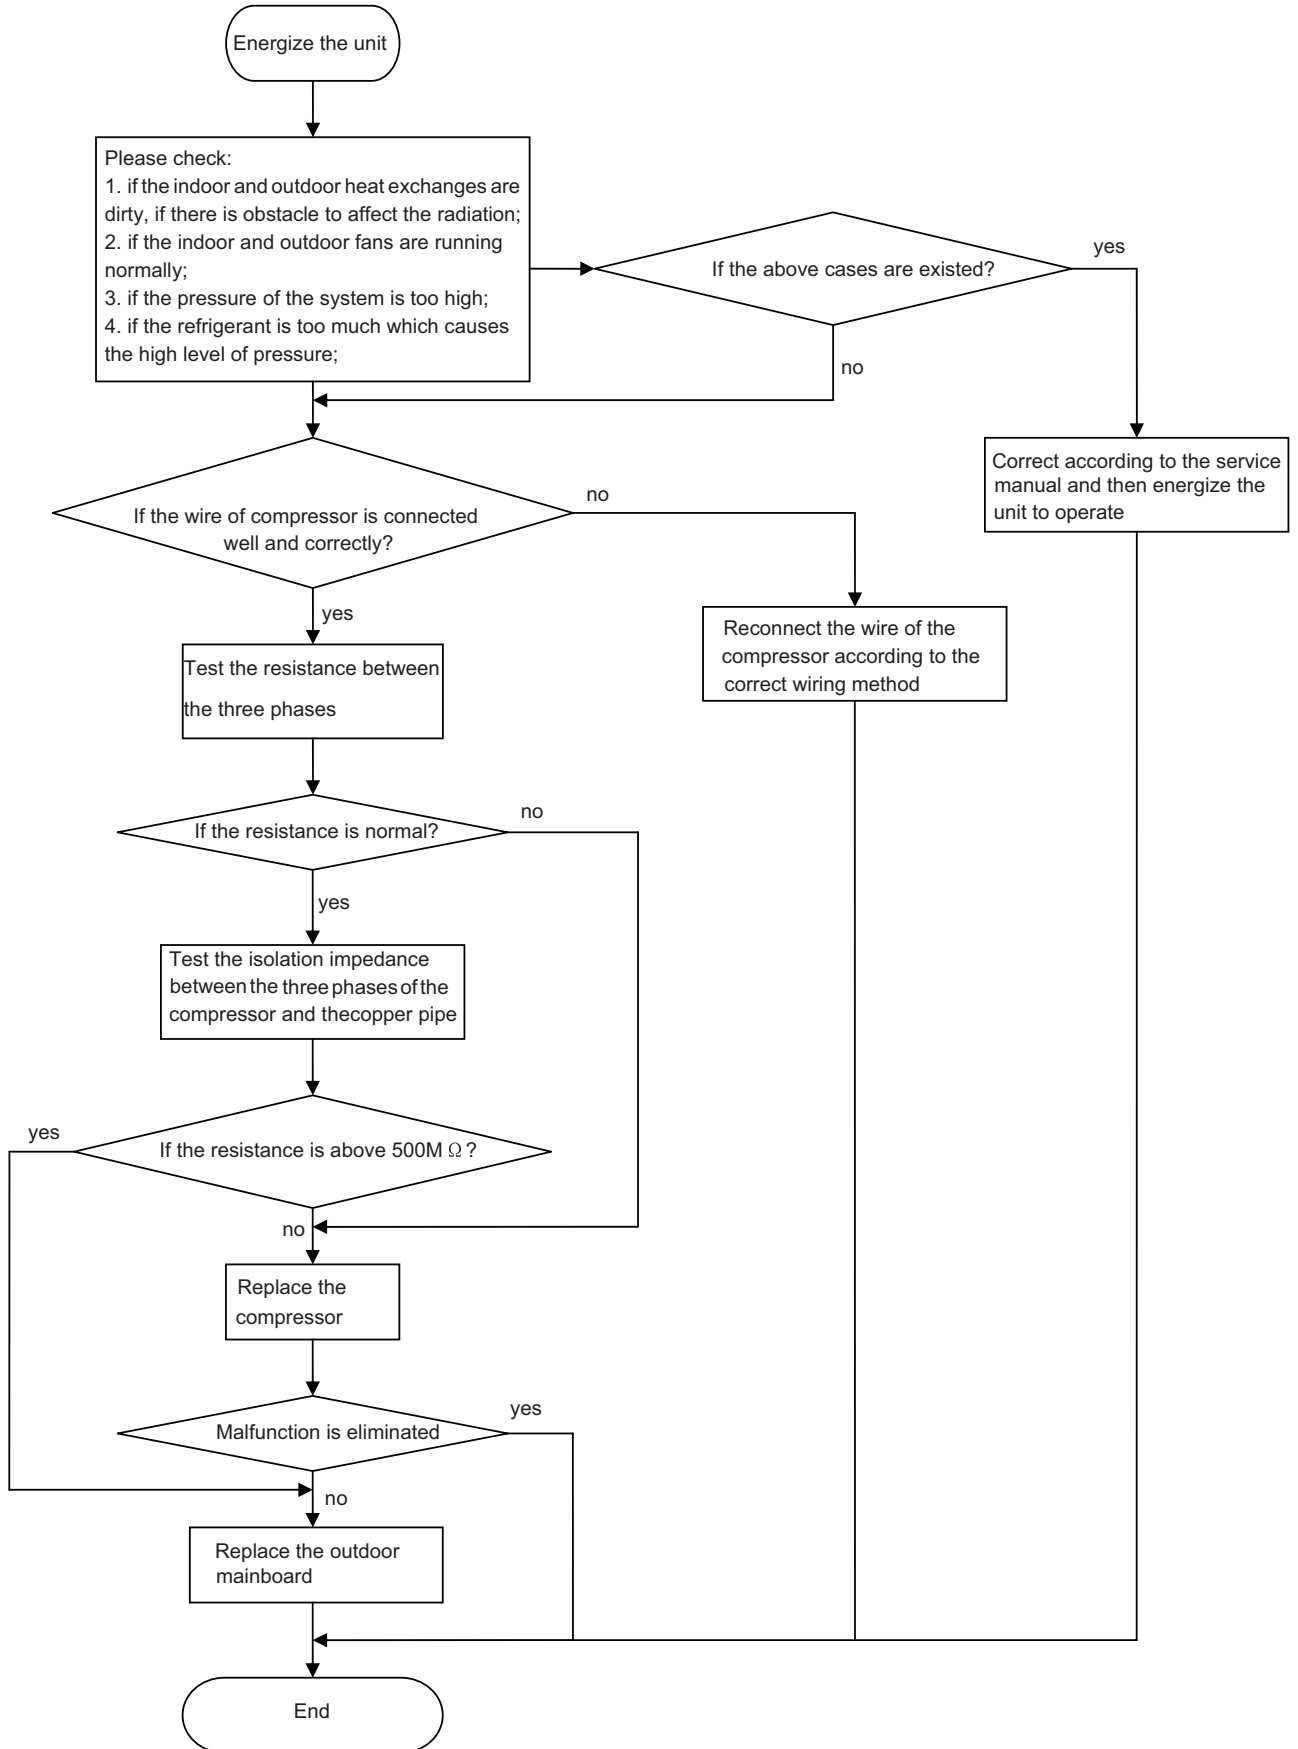 Energize the unit
Please check:
1. if the indoor and outdoor heat exchanges are
dirty, if there is obstacle to affect the radiation;
2. if the indoor and outdoor fans are running
normally;
3. if the pressure of the system is too high;
4. if the refrigerant is too much which causes
the high level of pressure;
If the above cases are existed?
yes
no
Correct according to the service
manual and then energize the
unit to operate
If the wire of compressor is connected
well and correctly?
no
yes
Reconnect the wire of the
compressor according to the
correct wiring method
Test the resistance between
the three phases
If the resistance is normal?
no
yes
Test the isolation impedance
between the three phases of the
compressor and thecopper pipe
yes
If the resistance is above 500M Ω ?
no
Replace the
compressor
Malfunction is eliminated
yes
no
Replace the outdoor
mainboard
End